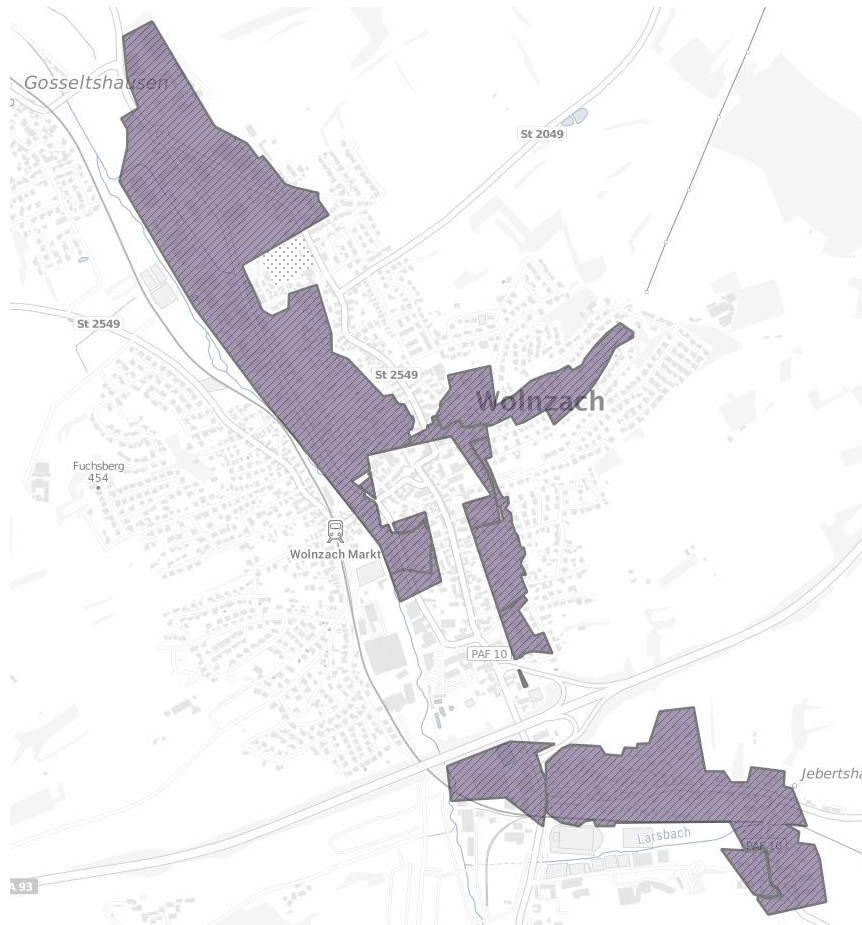 Gosseltshausen
St 2049
St 2549
St 2549
Wolnzach
Fuchsberg
454
Wolnzach Markt
PAF 10
Jebertsha
Larsbach
PAF 10
A 93